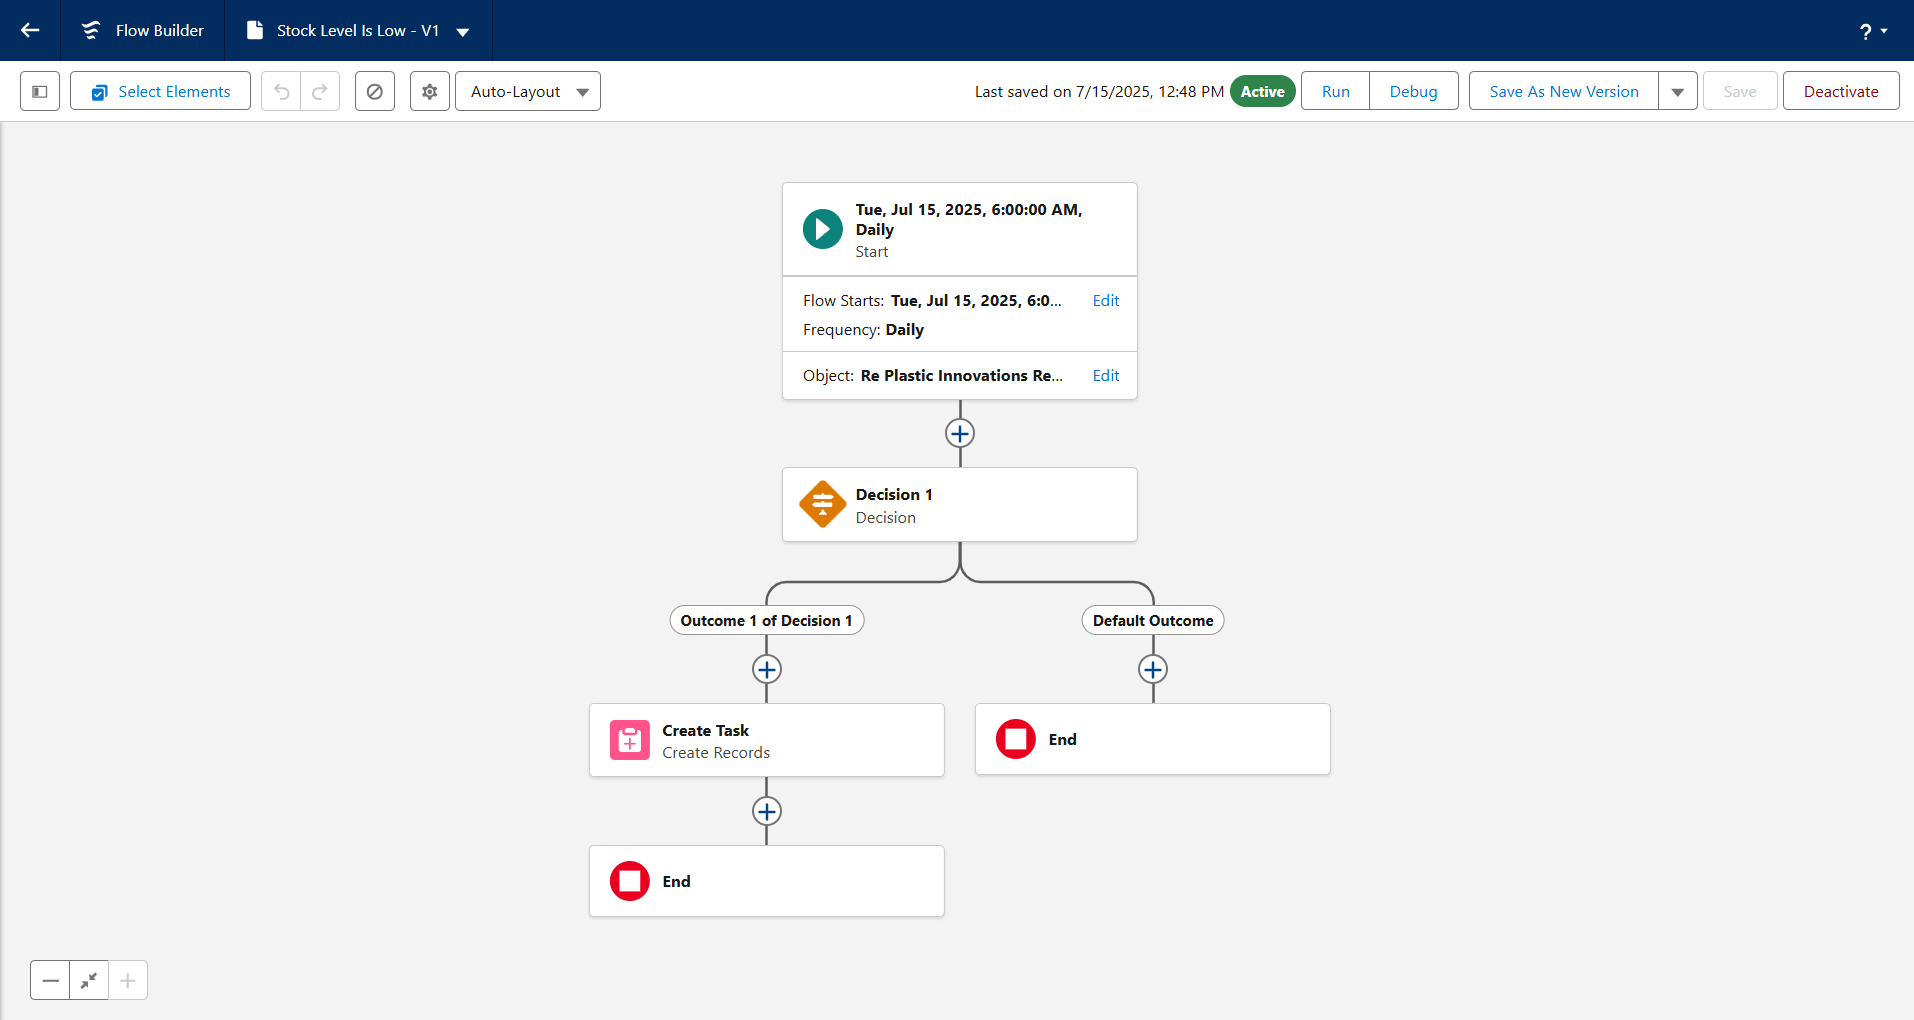 Flow Builder
Stock Level Is Low - V1
?
Select Elements
Auto-Layout
Last saved on 7/15/2025, 12:48 PM
Active
Run
Debug
Save As New Version
Save
Deactivate
Tue, Jul 15, 2025, 6:00:00 AM,
Daily
Start
Flow Starts: Tue, Jul 15, 2025, 6:0...
Edit
Frequency: Daily
Object: Re Plastic Innovations Re...
Edit
Decision 1
Decision
Outcome 1 of Decision 1
Default Outcome
Create Task
Create Records
End
End